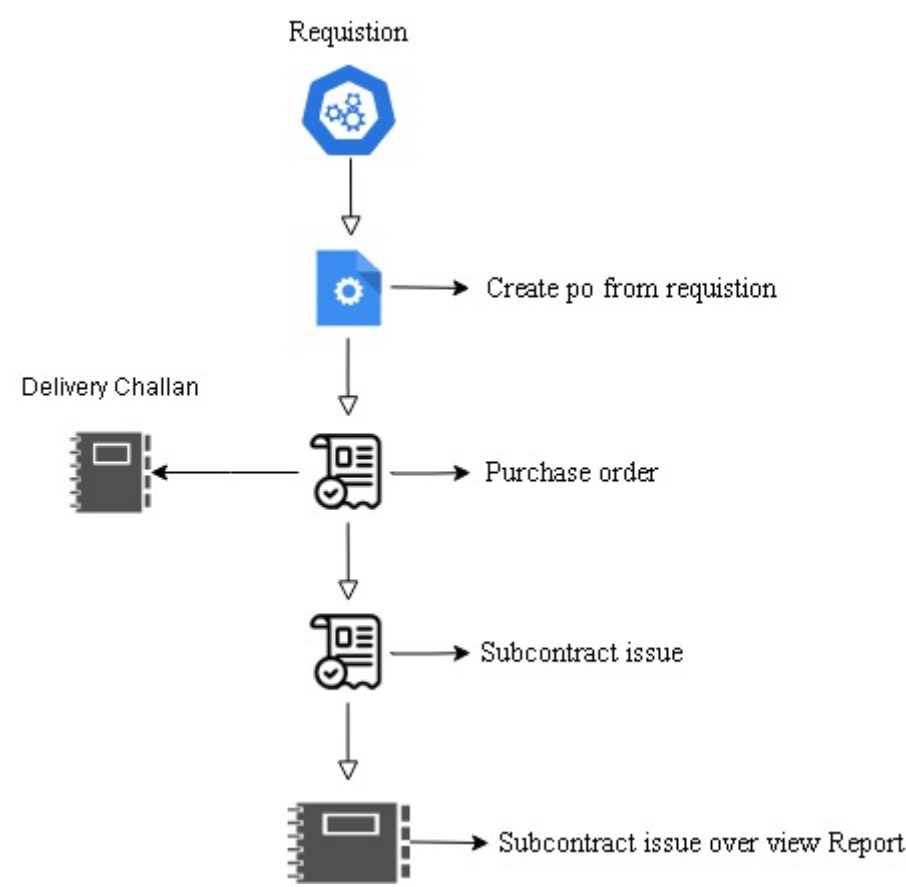 Requistion
Create po from requistion
Delivery Challan
Purchase order
Subcontract issue
Subcontract issue over view Report